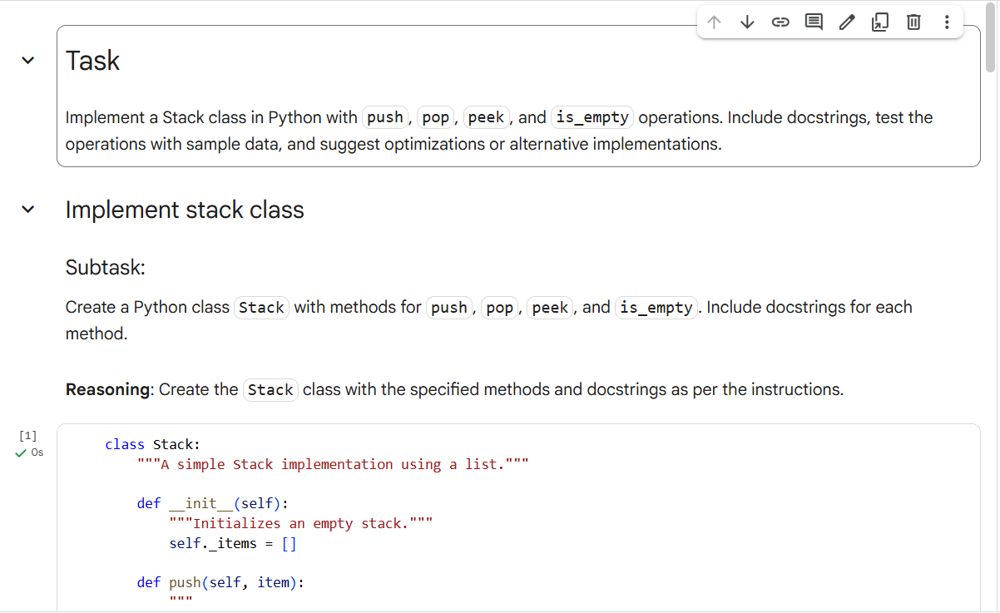 Task
Implement a Stack class in Python with push, pop, peek, and is_empty operations. Include docstrings, test the
operations with sample data, and suggest optimizations or alternative implementations.
Implement stack class
Subtask:
Create a Python class Stack with methods for push, pop, peek, and is_empty. Include docstrings for each
method.
Reasoning: Create the Stack class with the specified methods and docstrings as per the instructions.
[1]
0s
class Stack:
    """A simple Stack implementation using a list."""
    def __init__(self):
        """Initializes an empty stack."""
        self._items = []
    def push(self, item):
        """